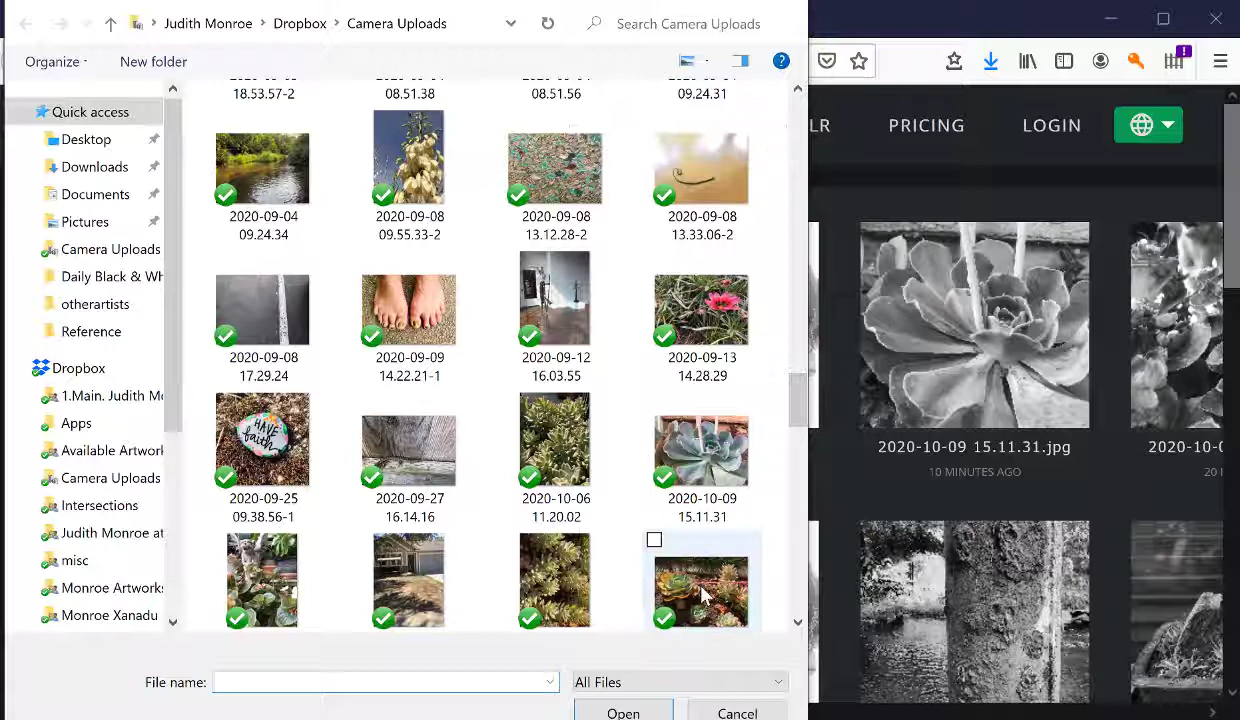 Judith Monroe > Dropbox > Camera Uploads
Search Camera Uploads
Organize
New folder
18.53.57-2
08.51.38
08.51.56
09.24.31
Quick access
Desktop
Downloads
Documents
Pictures
Camera Uploads
Daily Black & Wh
otherartists
Reference
Dropbox
1.Main. Judith Mo
Apps
Available Artwor
Camera Uploads
Intersections
Judith Monroe at
misc
Monroe Artworks
Monroe Xanadu
2020-09-04
09.24.34
2020-09-08
09.55.33-2
2020-09-08
13.12.28-2
2020-09-08
13.33.06-2
2020-09-08
17.29.24
2020-09-09
14.22.21-1
2020-09-12
16.03.55
2020-09-13
14.28.29
HAVE
faith
2020-09-25
09.38.56-1
2020-09-27
16.14.16
2020-10-06
11.20.02
2020-10-09
15.11.31
File name:
All Files
Open
Cancel
LR
PRICING
LOGIN
2020-10-09 15.11.31.jpg
10 MINUTES AGO
2020-10-0
20